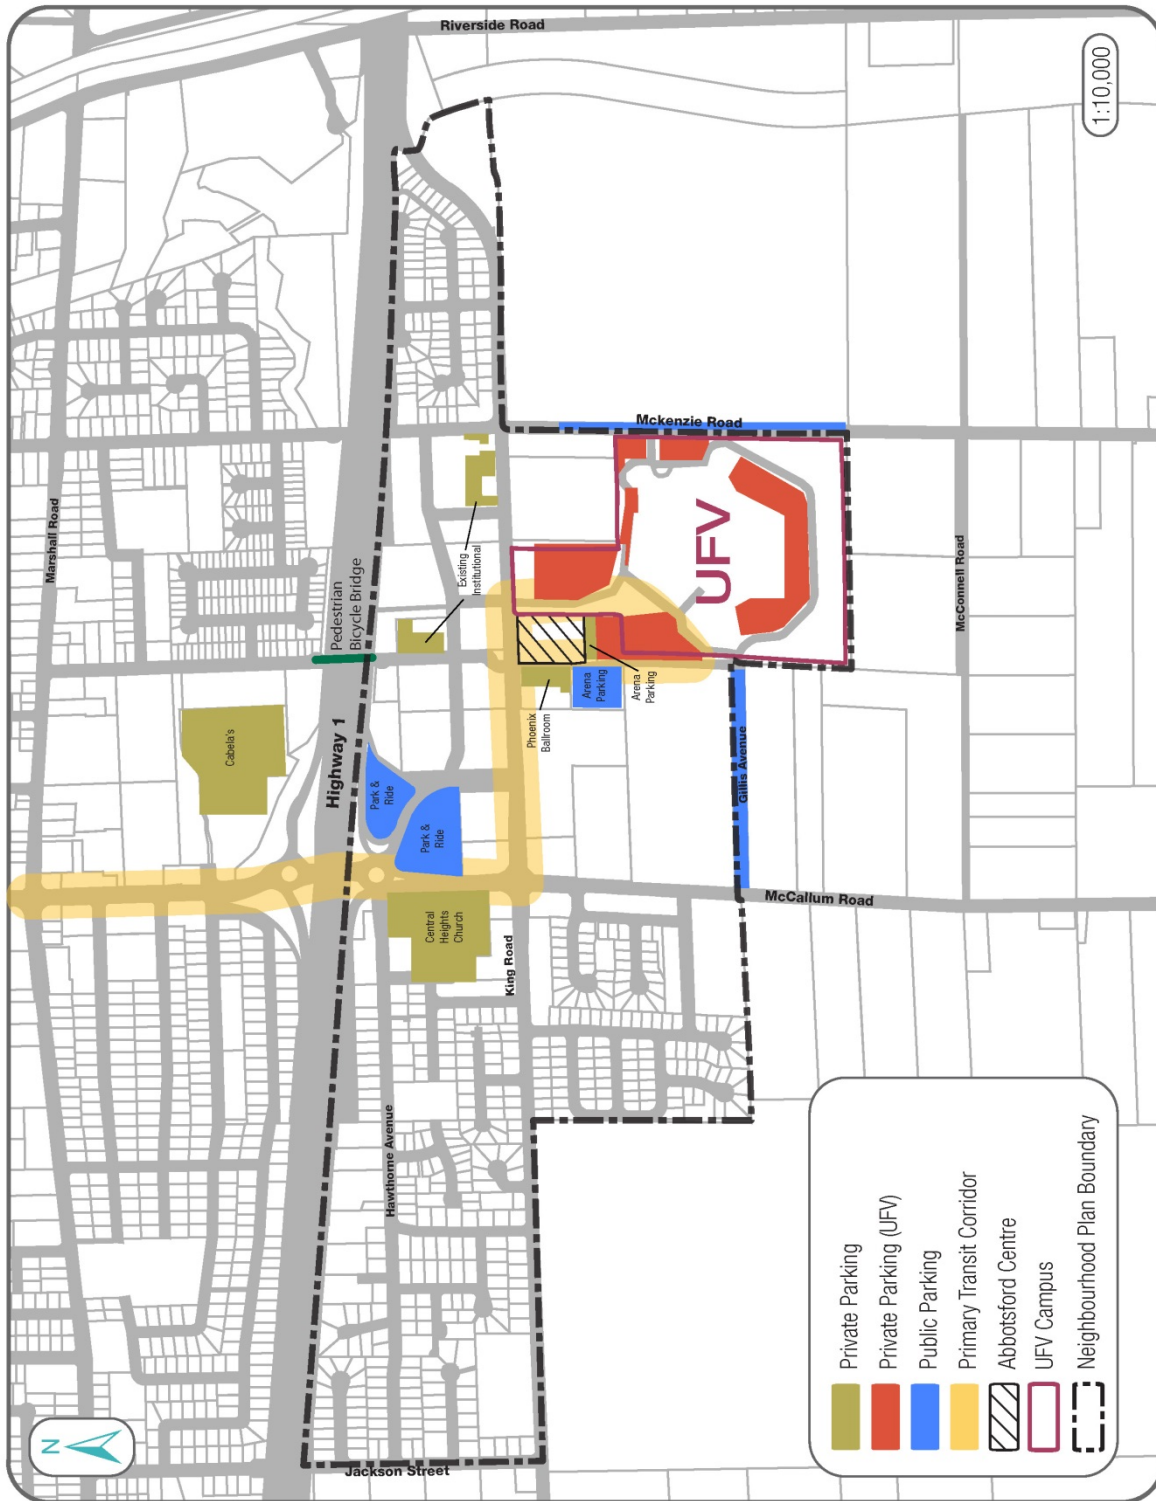 Riverside Road
1:10,000
Marshall Road
Mckenzie Road
Pedestrian
Bicycle Bridge
Existing
Institutional
UFV
McConnell Road
Cabela's
Highway 1
Park &
Ride
Park &
Ride
Phoenix
Ballroom
Arena
Parking
Arena
Parking
Gillis Avenue
McCallum Road
Central
Heights
Church
King Road
Hawthorne Avenue
Jackson Street
N
Private Parking
Private Parking (UFV)
Public Parking
Primary Transit Corridor
Abbotsford Centre
UFV Campus
Neighbourhood Plan Boundary